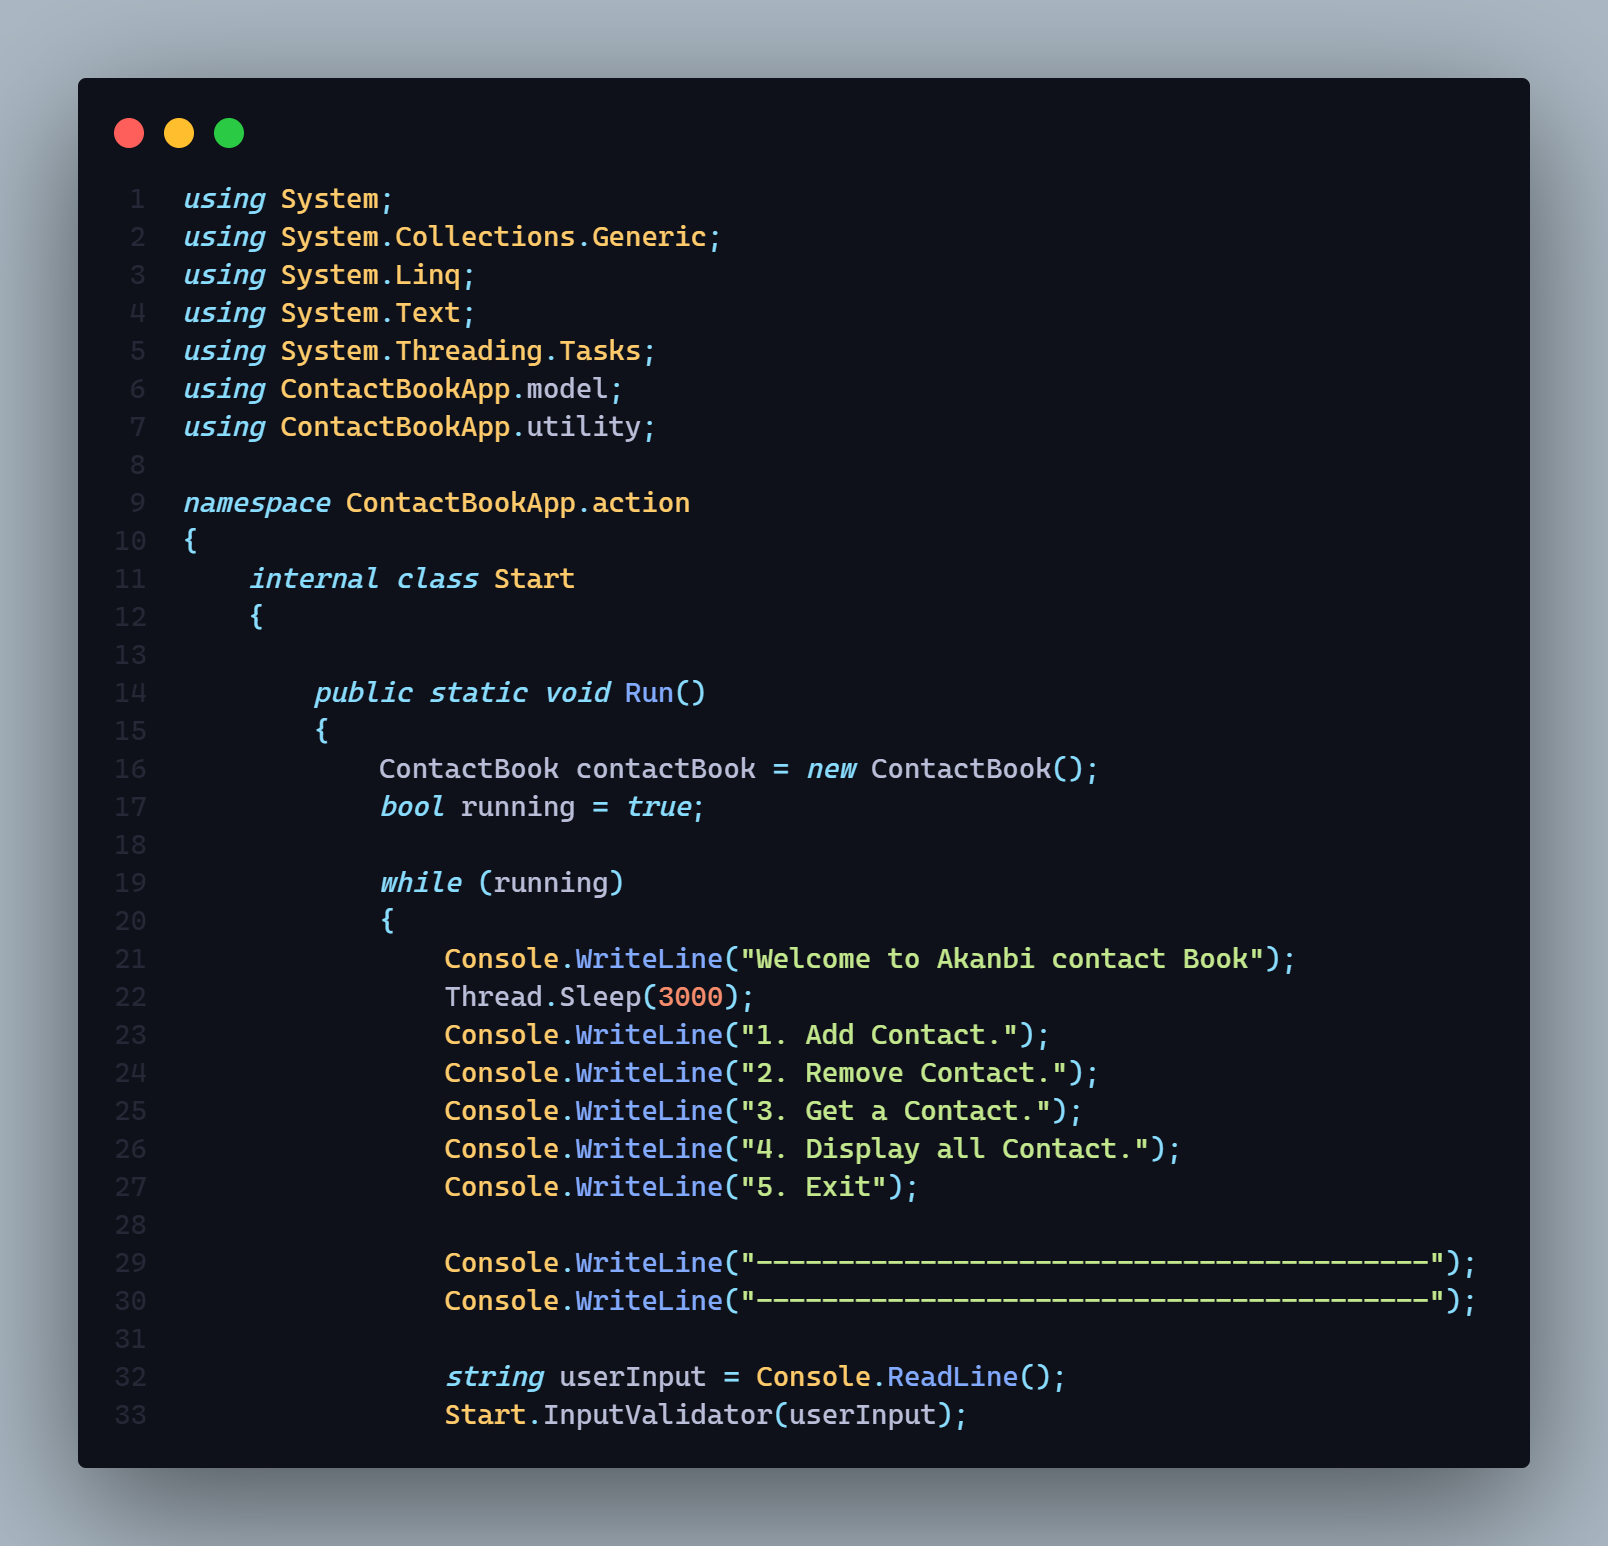 1 using System;
2 using System.Collections.Generic;
3 using System.Linq;
4 using System.Text;
5 using System.Threading.Tasks;
6 using ContactBookApp.model;
7 using ContactBookApp.utility;
8
9 namespace ContactBookApp.action
10 {
11     internal class Start
12     {
13
14         public static void Run()
15         {
16             ContactBook contactBook = new ContactBook();
17             bool running = true;
18
19             while (running)
20             {
21                 Console.WriteLine("Welcome to Akanbi contact Book");
22                 Thread.Sleep(3000);
23                 Console.WriteLine("1. Add Contact.");
24                 Console.WriteLine("2. Remove Contact.");
25                 Console.WriteLine("3. Get a Contact.");
26                 Console.WriteLine("4. Display all Contact.");
27                 Console.WriteLine("5. Exit");
28
29                 Console.WriteLine("-----------------------------------------");
30                 Console.WriteLine("-----------------------------------------");
31
32                 string userInput = Console.ReadLine();
33                 Start.InputValidator(userInput);